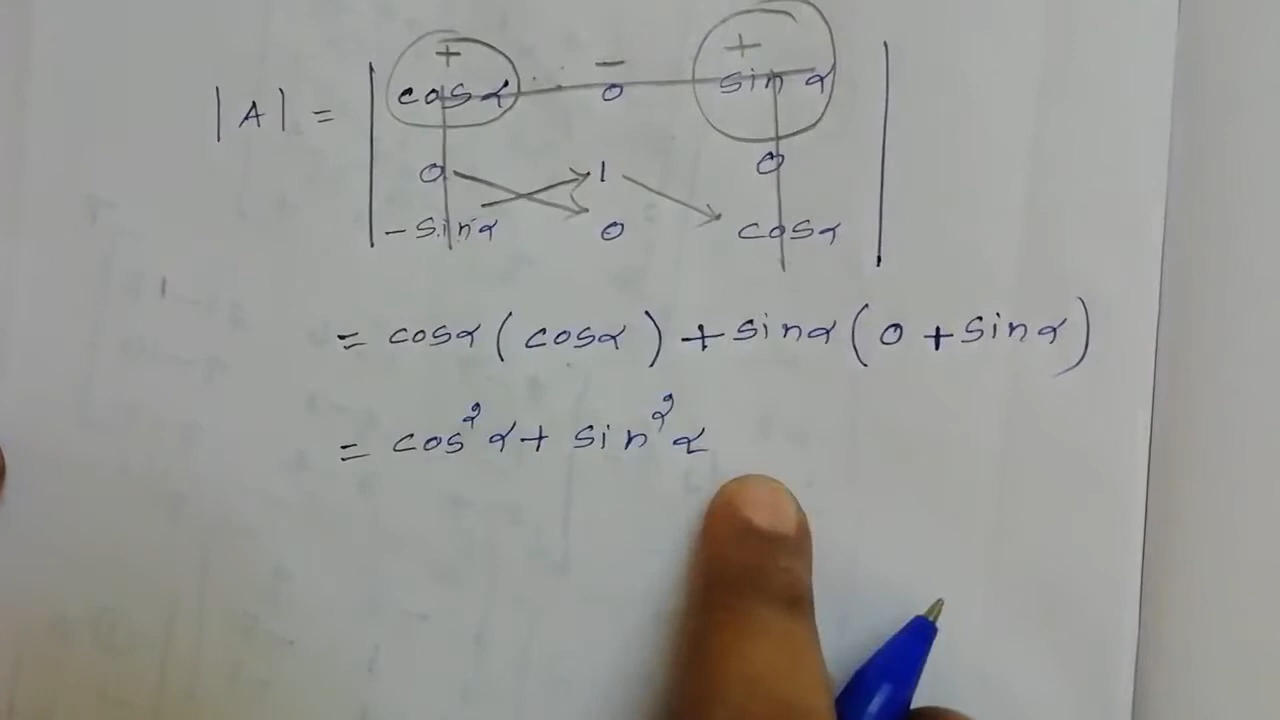 + − +
|A| = | cosα 0 sinα |
0 1 0
-sinα 0 cosα
= cosα (cosα) + sinα (0 + sinα)
= cos²α + sin²α